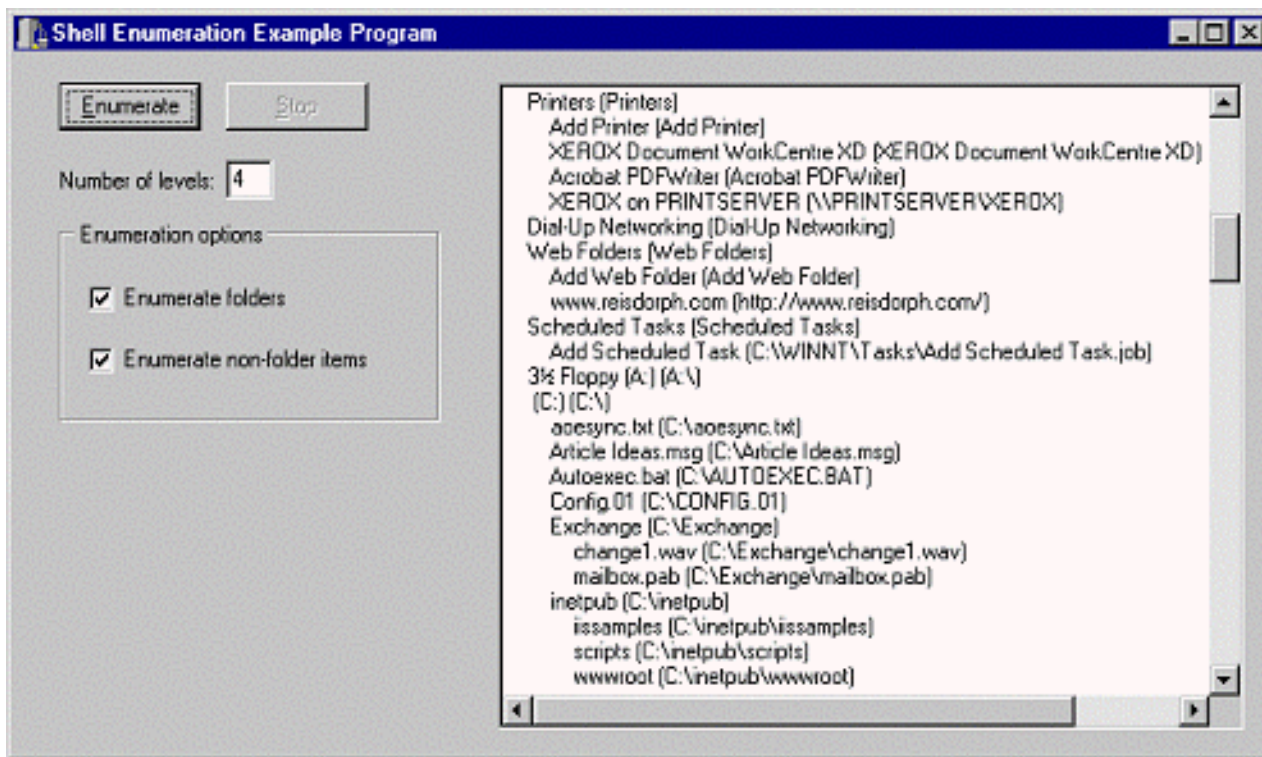 Shell Enumeration Example Program
Enumerate Stop
Number of levels: 4
Enumeration options
Enumerate folders
Enumerate non-folder items
Printers (Printers)
Add Printer (Add Printer)
XEROX Document WorkCentre XD (XEROX Document WorkCentre XD)
Acrobat PDFWriter (Acrobat PDFWriter)
XEROX on PRINTSERVER (\\PRINTSERVER\XEROX)
Dial-Up Networking (Dial-Up Networking)
Web Folders (Web Folders)
Add Web Folder (Add Web Folder)
www.reisdorph.com (http://www.reisdorph.com/)
Scheduled Tasks (Scheduled Tasks)
Add Scheduled Task (C:\WINNT\Tasks\Add Scheduled Task.job)
3½ Floppy (A:) (A:\)
(C:) (C:\)
aoesync.txt (C:\aoesync.txt)
Article Ideas.msg (C:\Article Ideas.msg)
Autoexec.bat (C:\AUTOEXEC.BAT)
Config.01 (C:\CONFIG.01)
Exchange (C:\Exchange)
change1.wav (C:\Exchange\change1.wav)
mailbox.pab (C:\Exchange\mailbox.pab)
inetpub (C:\inetpub)
iissamples (C:\inetpub\iissamples)
scripts (C:\inetpub\scripts)
wwwroot (C:\inetpub\wwwroot)